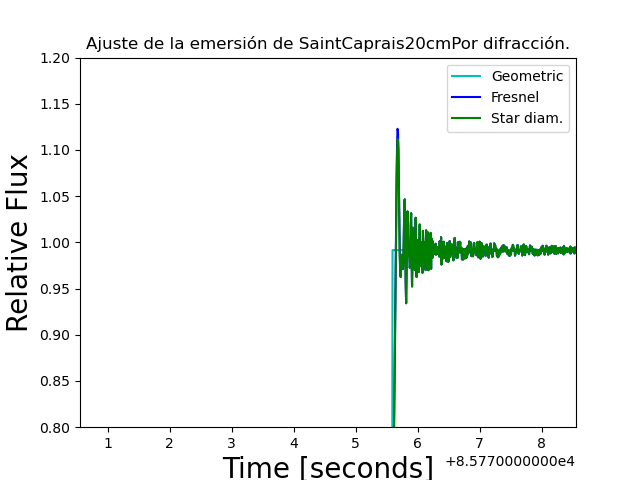 Ajuste de la emersión de SaintCaprais20cmPor difracción.
Geometric
Fresnel
Star diam.
Relative Flux
1.20
1.15
1.10
1.05
1.00
0.95
0.90
0.85
0.80
1 2 3 4 5 6 7 8
+8.5770000000e4
Time [seconds]